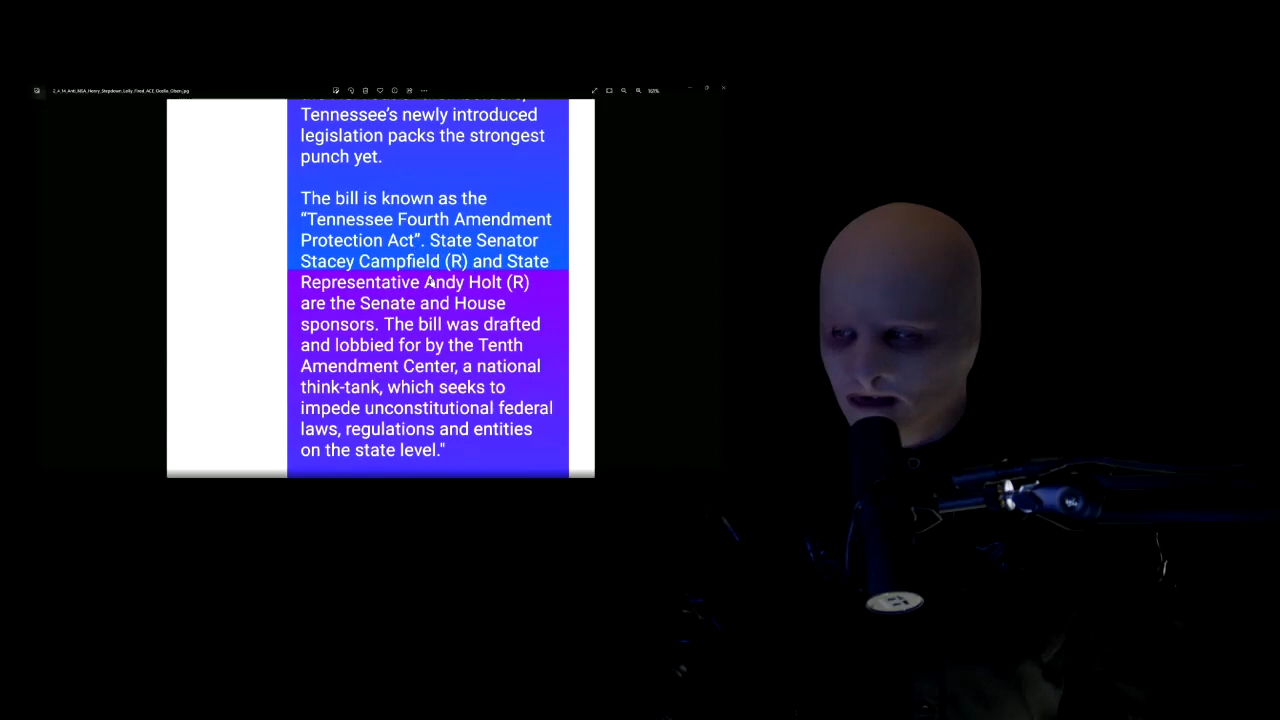 Tennessee's newly introduced
legislation packs the strongest
punch yet.
The bill is known as the
“Tennessee Fourth Amendment
Protection Act”. State Senator
Stacey Campfield (R) and State
Representative Andy Holt (R)
are the Senate and House
sponsors. The bill was drafted
and lobbied for by the Tenth
Amendment Center, a national
think-tank, which seeks to
impede unconstitutional federal
laws, regulations and entities
on the state level."